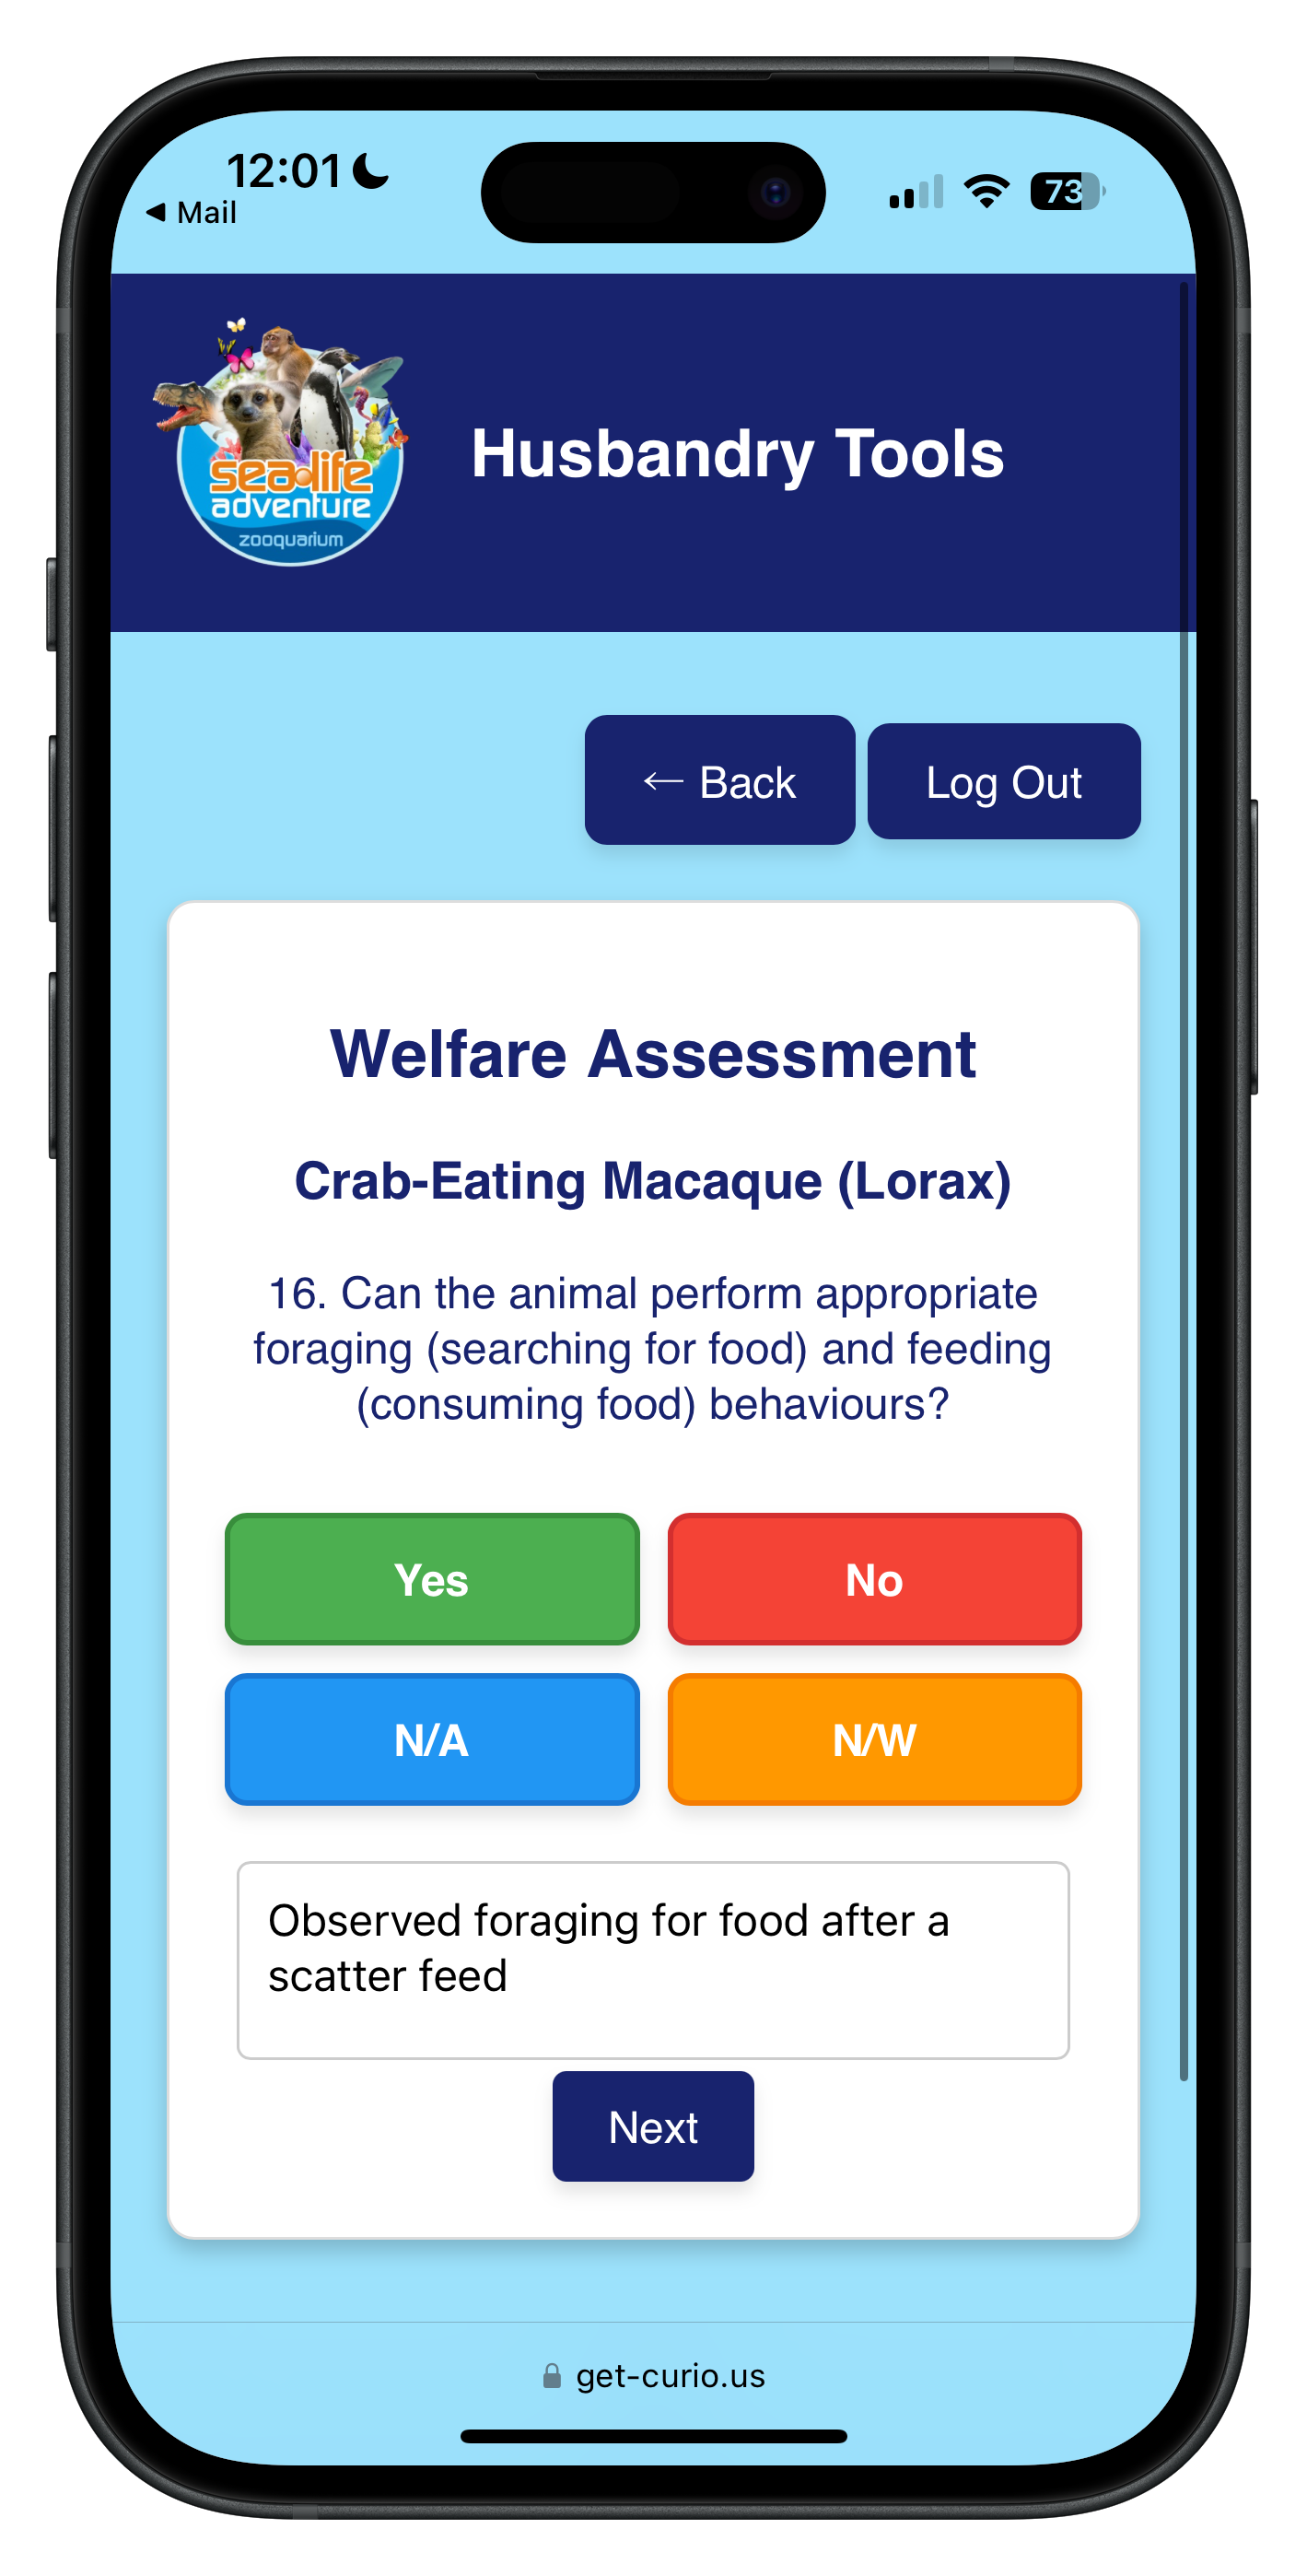 12:01
◀ Mail
73
sea life
adventure
zooquarium
Husbandry Tools
← Back
Log Out
Welfare Assessment
Crab-Eating Macaque (Lorax)
16. Can the animal perform appropriate
foraging (searching for food) and feeding
(consuming food) behaviours?
Yes
No
N/A
N/W
Observed foraging for food after a
scatter feed
Next
get-curio.us